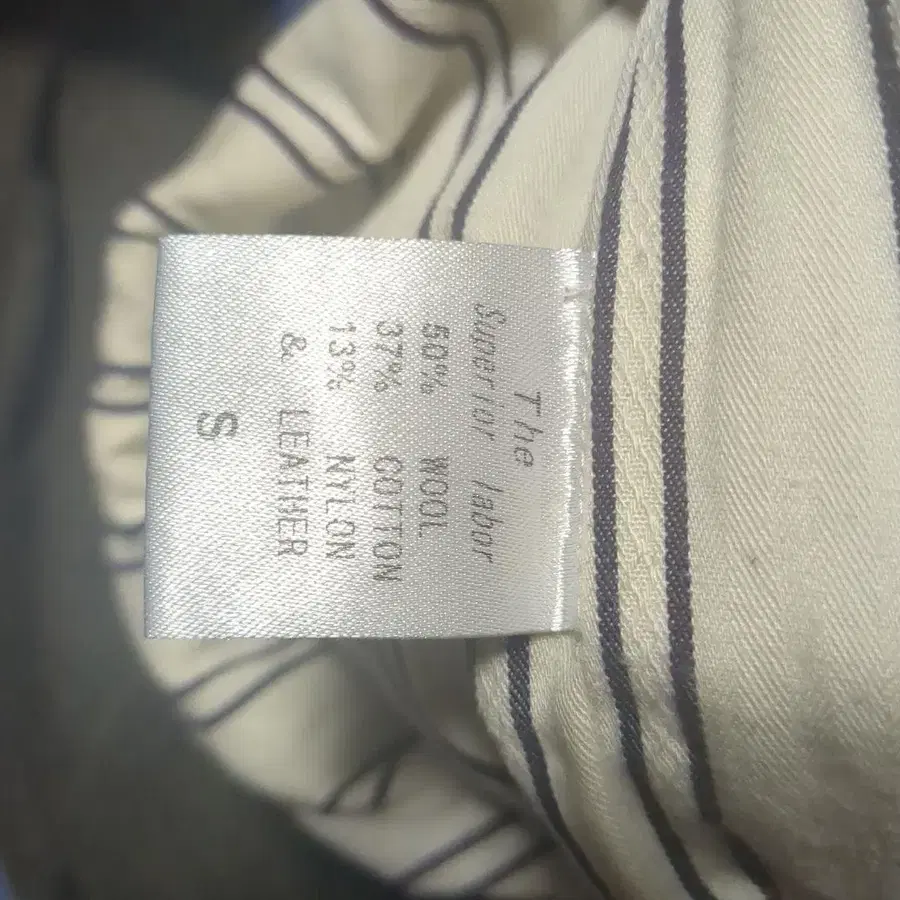 The
Superior labor
50% WOOL
37% COTTON
13% NYLON
& LEATHER
S